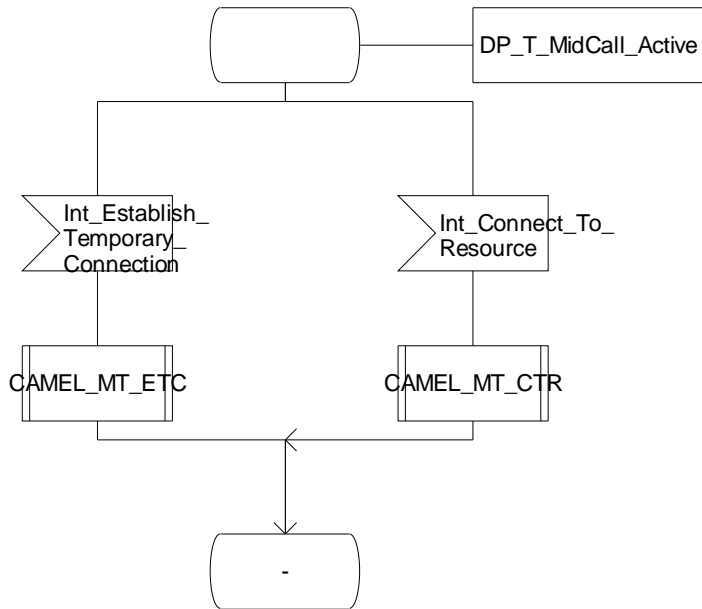 DP_T_MidCall_Active
Int_Establish_
Temporary_
Connection
Int_Connect_To_
Resource
CAMEL_MT_ETC
CAMEL_MT_CTR
-